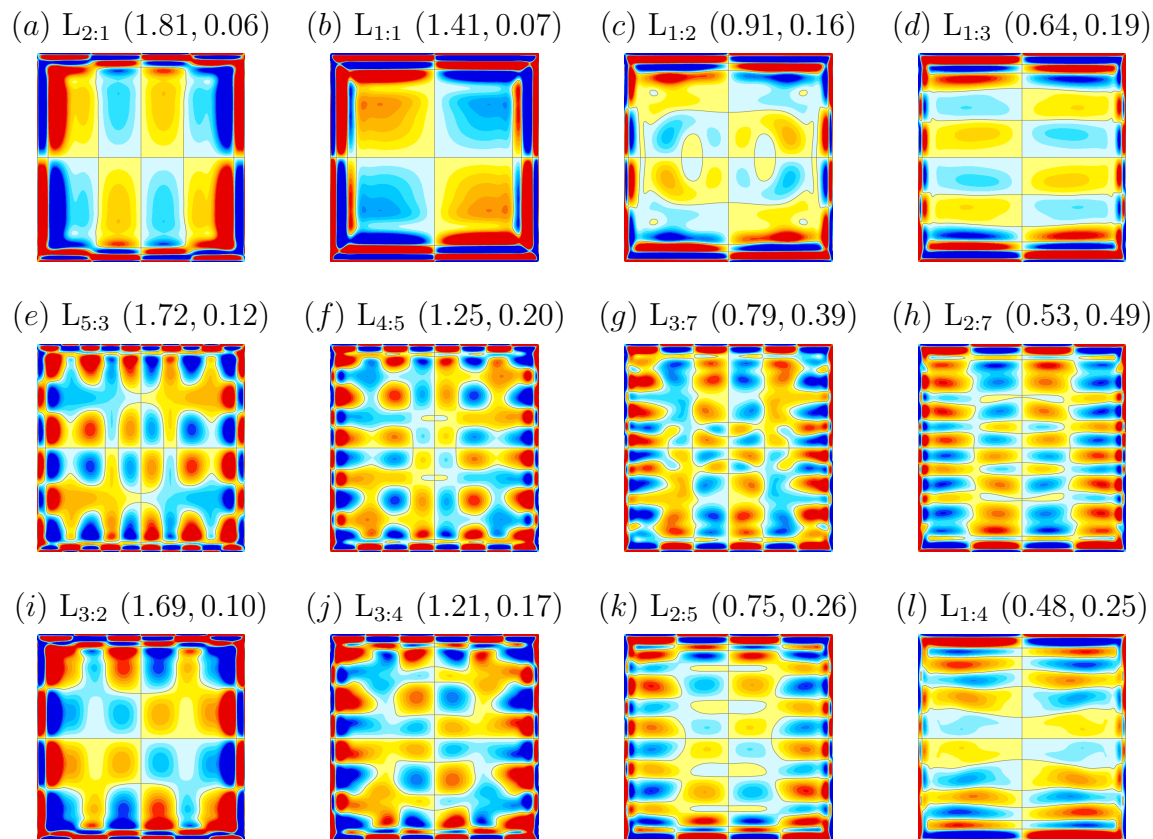 (a) L2:1 (1.81, 0.06) (b) L1:1 (1.41, 0.07) (c) L1:2 (0.91, 0.16) (d) L1:3 (0.64, 0.19)
(e) L5:3 (1.72, 0.12) (f) L4:5 (1.25, 0.20) (g) L3:7 (0.79, 0.39) (h) L2:7 (0.53, 0.49)
(i) L3:2 (1.69, 0.10) (j) L3:4 (1.21, 0.17) (k) L2:5 (0.75, 0.26) (l) L1:4 (0.48, 0.25)